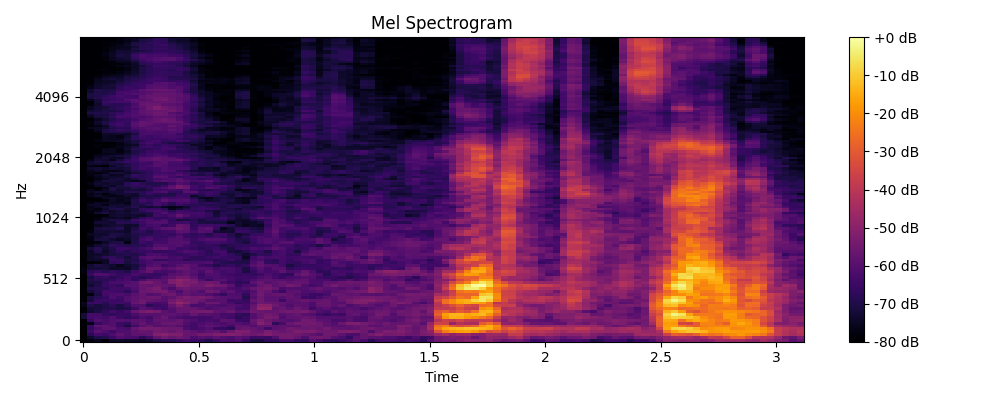 Mel Spectrogram
Hz
4096
2048
1024
512
0
0
0.5
1
1.5
2
2.5
3
Time
+0 dB
-10 dB
-20 dB
-30 dB
-40 dB
-50 dB
-60 dB
-70 dB
-80 dB